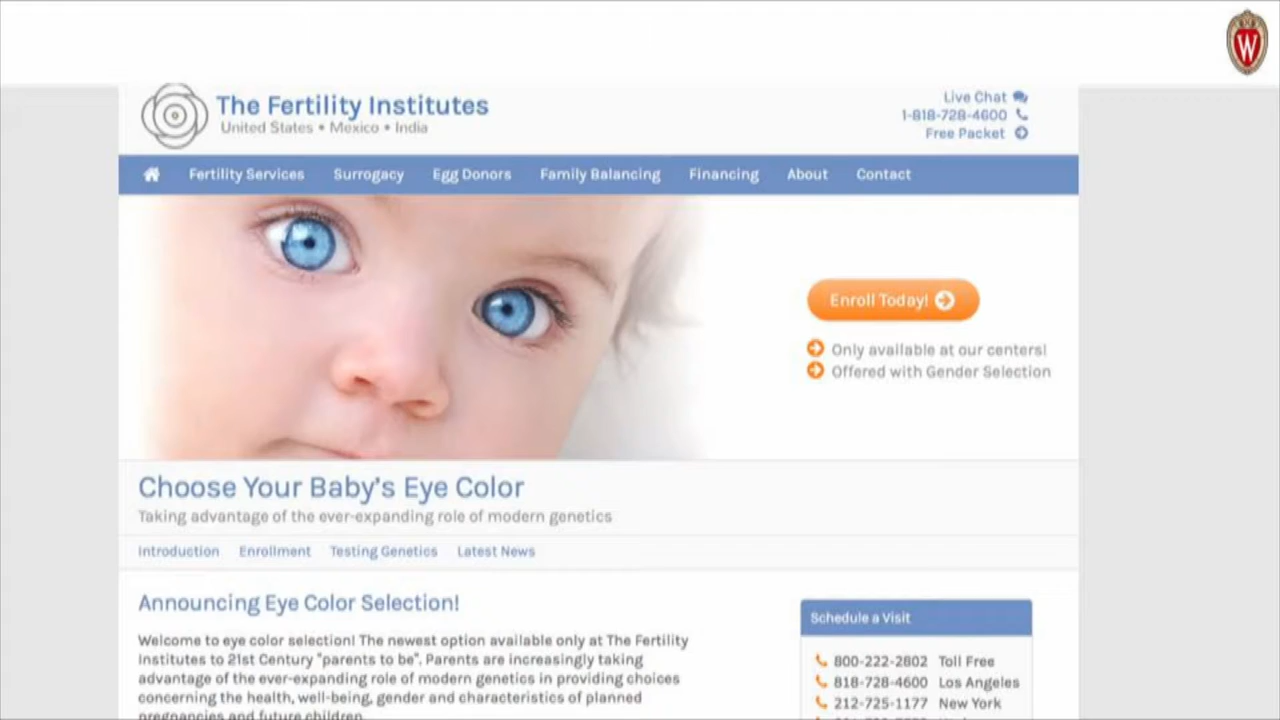 W
The Fertility Institutes
United States • Mexico • India
Live Chat
1-818-728-4600
Free Packet
Fertility Services Surrogacy Egg Donors Family Balancing Financing About Contact
Enroll Today!
Only available at our centers!
Offered with Gender Selection
Choose Your Baby's Eye Color
Taking advantage of the ever-expanding role of modern genetics
Introduction Enrollment Testing Genetics Latest News
Announcing Eye Color Selection!
Welcome to eye color selection! The newest option available only at The Fertility
Institutes to 21st Century "parents to be". Parents are increasingly taking
advantage of the ever-expanding role of modern genetics in providing choices
concerning the health, well-being, gender and characteristics of planned
pregnancies and future children.
Schedule a Visit
800-222-2802 Toll Free
818-728-4600 Los Angeles
212-725-1177 New York